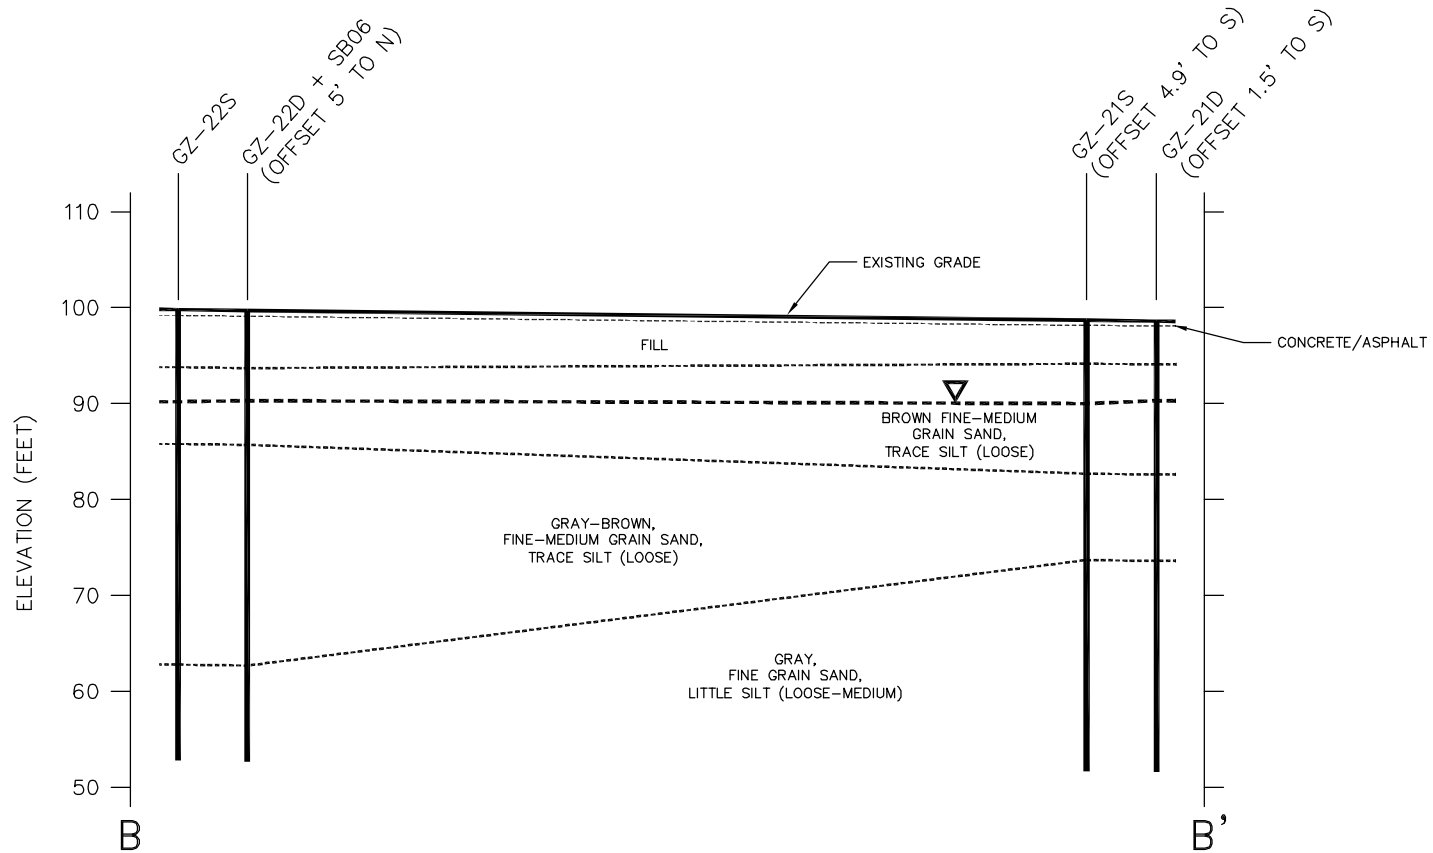 GZ-22S
GZ-22D + SB06
(OFFSET 5' TO N)
GZ-21S
(OFFSET 4.9' TO S)
GZ-21D
(OFFSET 1.5' TO S)
110
100
90
80
70
60
50
ELEVATION (FEET)
EXISTING GRADE
CONCRETE/ASPHALT
FILL
BROWN FINE-MEDIUM
GRAIN SAND,
TRACE SILT (LOOSE)
GRAY-BROWN,
FINE-MEDIUM GRAIN SAND,
TRACE SILT (LOOSE)
GRAY,
FINE GRAIN SAND,
LITTLE SILT (LOOSE-MEDIUM)
B
B'